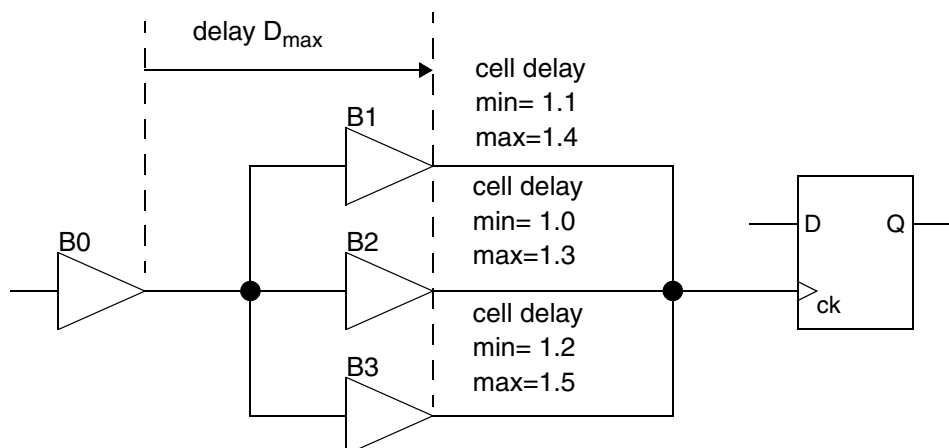 delay Dmax
cell delay
min= 1.1
max=1.4
B1
cell delay
min= 1.0
max=1.3
B0
B2
D
Q
ck
cell delay
min= 1.2
max=1.5
B3